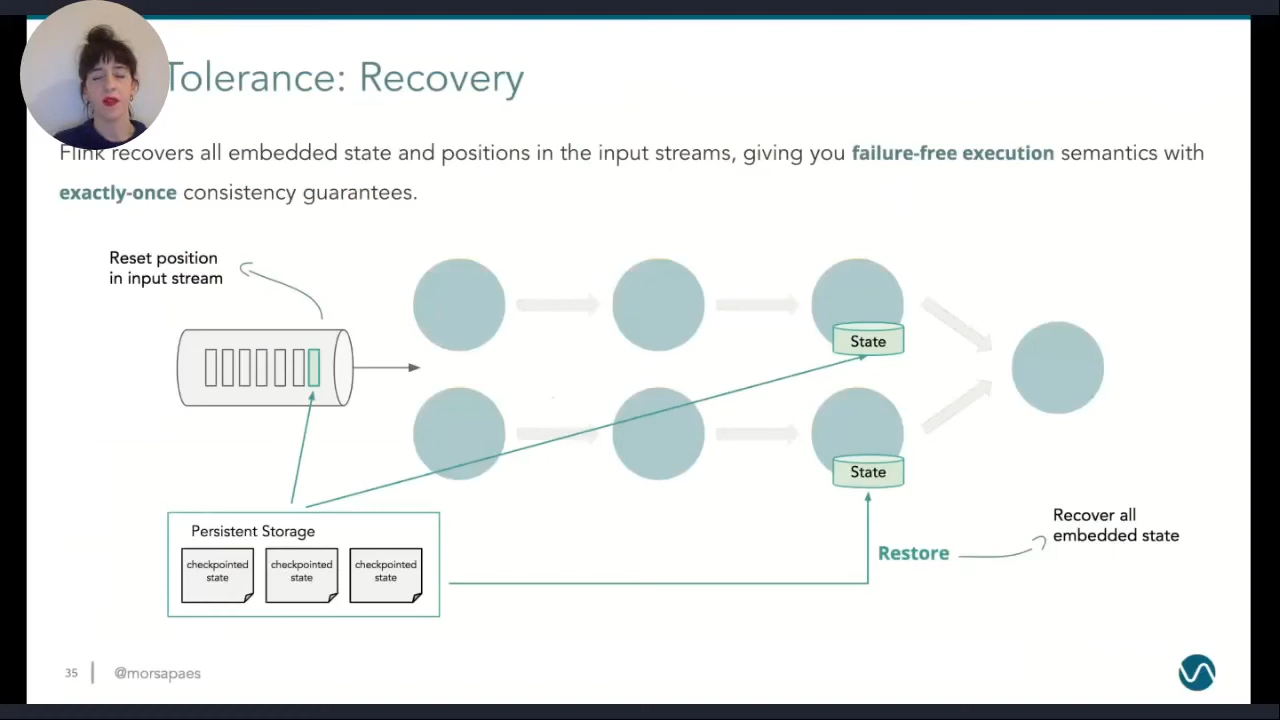 Tolerance: Recovery
Flink recovers all embedded state and positions in the input streams, giving you failure-free execution semantics with
exactly-once consistency guarantees.
Reset position
in input stream
State
State
Persistent Storage
checkpointed
state
checkpointed
state
checkpointed
state
Restore
Recover all
embedded state
35
@morsapaes